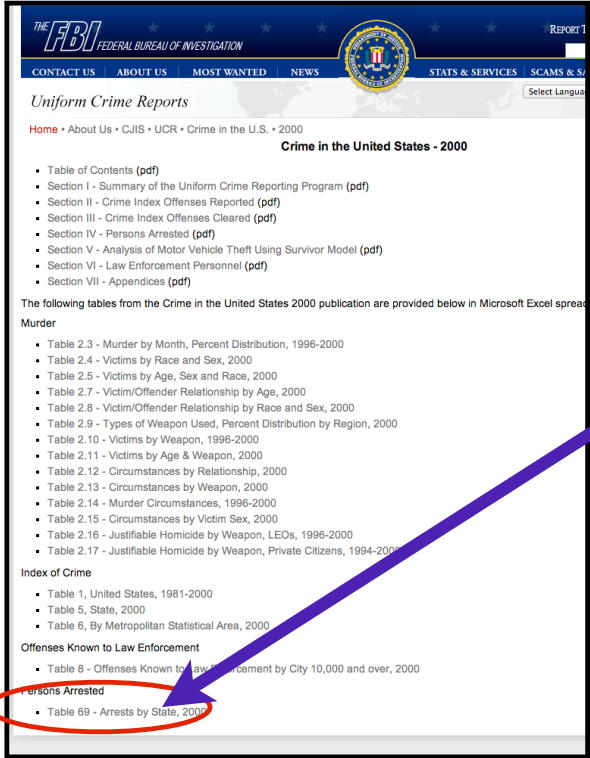 THE FBI FEDERAL BUREAU OF INVESTIGATION
REPORT T
CONTACT US ABOUT US MOST WANTED NEWS STATS & SERVICES SCAMS & SA
Uniform Crime Reports
Select Langua
Home • About Us • CJIS • UCR • Crime in the U.S. • 2000
Crime in the United States - 2000
Table of Contents (pdf)
Section I - Summary of the Uniform Crime Reporting Program (pdf)
Section II - Crime Index Offenses Reported (pdf)
Section III - Crime Index Offenses Cleared (pdf)
Section IV - Persons Arrested (pdf)
Section V - Analysis of Motor Vehicle Theft Using Survivor Model (pdf)
Section VI - Law Enforcement Personnel (pdf)
Section VII - Appendices (pdf)
The following tables from the Crime in the United States 2000 publication are provided below in Microsoft Excel spread
Murder
Table 2.3 - Murder by Month, Percent Distribution, 1996-2000
Table 2.4 - Victims by Race and Sex, 2000
Table 2.5 - Victims by Age, Sex and Race, 2000
Table 2.7 - Victim/Offender Relationship by Age, 2000
Table 2.8 - Victim/Offender Relationship by Race and Sex, 2000
Table 2.9 - Types of Weapon Used, Percent Distribution by Region, 2000
Table 2.10 - Victims by Weapon, 1996-2000
Table 2.11 - Victims by Age & Weapon, 2000
Table 2.12 - Circumstances by Relationship, 2000
Table 2.13 - Circumstances by Weapon, 2000
Table 2.14 - Murder Circumstances, 1996-2000
Table 2.15 - Circumstances by Victim Sex, 2000
Table 2.16 - Justifiable Homicide by Weapon, LEOs, 1996-2000
Table 2.17 - Justifiable Homicide by Weapon, Private Citizens, 1994-2000
Index of Crime
Table 1, United States, 1981-2000
Table 5, State, 2000
Table 6, By Metropolitan Statistical Area, 2000
Offenses Known to Law Enforcement
Table 8 - Offenses Known to Law Enforcement by City 10,000 and over, 2000
Persons Arrested
Table 69 - Arrests by State, 2000